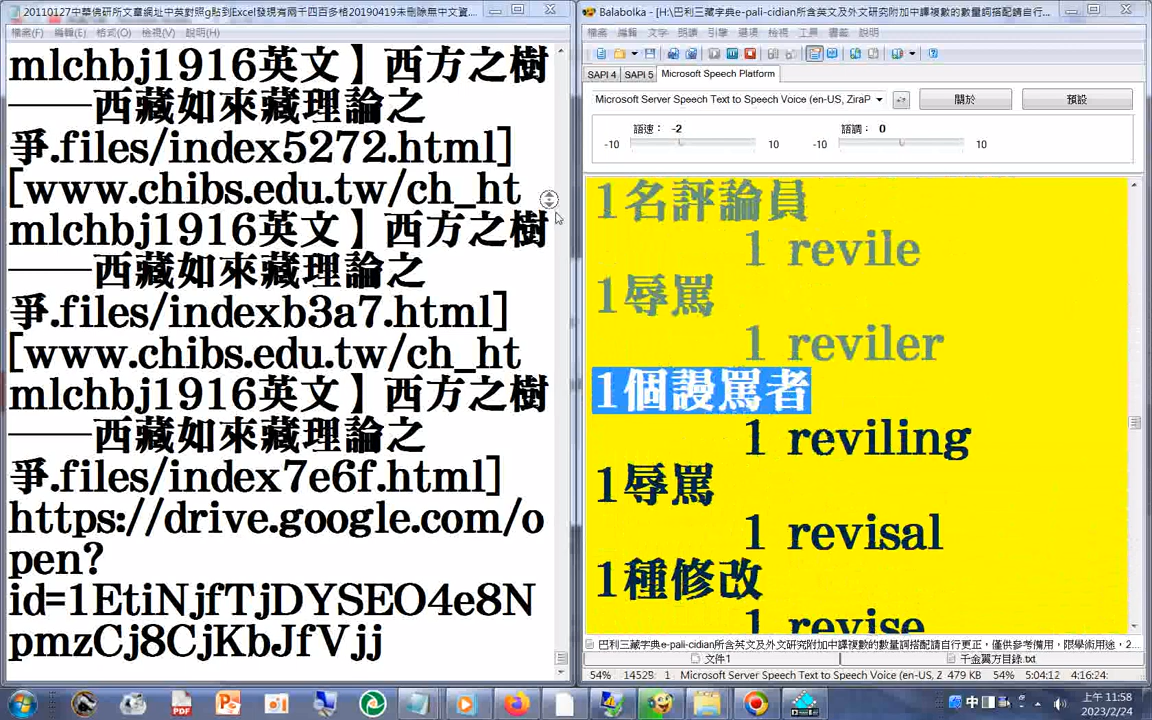 20110127中華佛研所文章網址中英對照g點到Excel發現有兩千四百多格20190419未刪除無中文資...
檔案(F) 編輯(E) 格式(O) 檢視(V) 說明(H)
mlchbj1916英文】西方之樹
——西藏如來藏理論之
爭.files/index5272.html]
[www.chibs.edu.tw/ch_ht
mlchbj1916英文】西方之樹
——西藏如來藏理論之
爭.files/indexb3a7.html]
[www.chibs.edu.tw/ch_ht
mlchbj1916英文】西方之樹
——西藏如來藏理論之
爭.files/index7e6f.html]
https://drive.google.com/o
pen?
id=1EtiNjfTjDYSEO4e8N
pmzCj8CjKbJfVjj
Balabolka - [H:\巴利三藏字典e-pali-cidian所含英文及外文研究附加中譯複數的數量詞搭配請自行...
檔案 編輯 文字 朗讀 引擎 選項 檢視 工具 書籤 說明
SAPI 4 SAPI 5 Microsoft Speech Platform
Microsoft Server Speech Text to Speech Voice (en-US, ZiraP
關於
預設
語速： -2
語調： 0
-10 10 -10 10
1名評論員
1 revile
1辱罵
1 reviler
1個謾罵者
1 reviling
1辱罵
1 revisal
1種修改
1 revise
巴利三藏字典e-pali-cidian所含英文及外文研究附加中譯複數的數量詞搭配請自行更正，僅供參考備用，限學術用途，2...
文件1 千金翼方目錄.txt
54% 14528: 1 Microsoft Server Speech Text to Speech Voice (en-US, Z 479 KB 54% 5:04:12 4:16:24
PDF
中
上午 11:58
2023/2/24